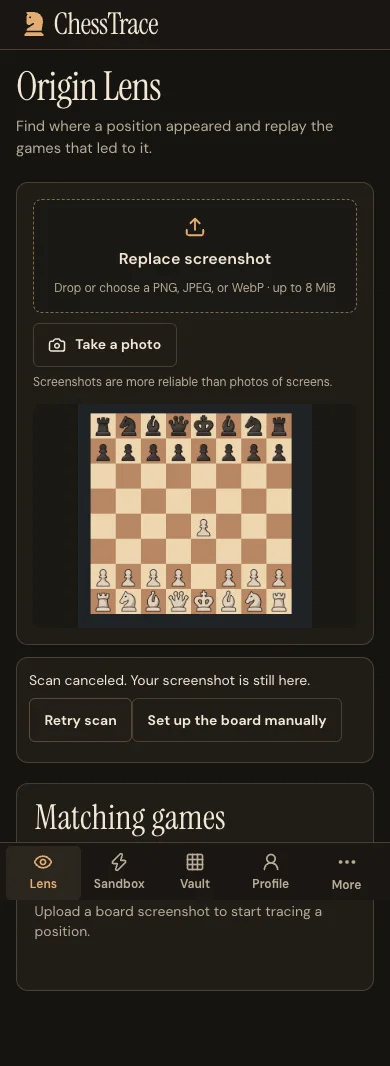 ChessTrace
Origin Lens
Find where a position appeared and replay the
games that led to it.
Replace screenshot
Drop or choose a PNG, JPEG, or WebP · up to 8 MiB
Take a photo
Screenshots are more reliable than photos of screens.
Scan canceled. Your screenshot is still here.
Retry scan
Set up the board manually
Matching games
Lens
Sandbox
Vault
Profile
More
Upload a board screenshot to start tracing a
position.